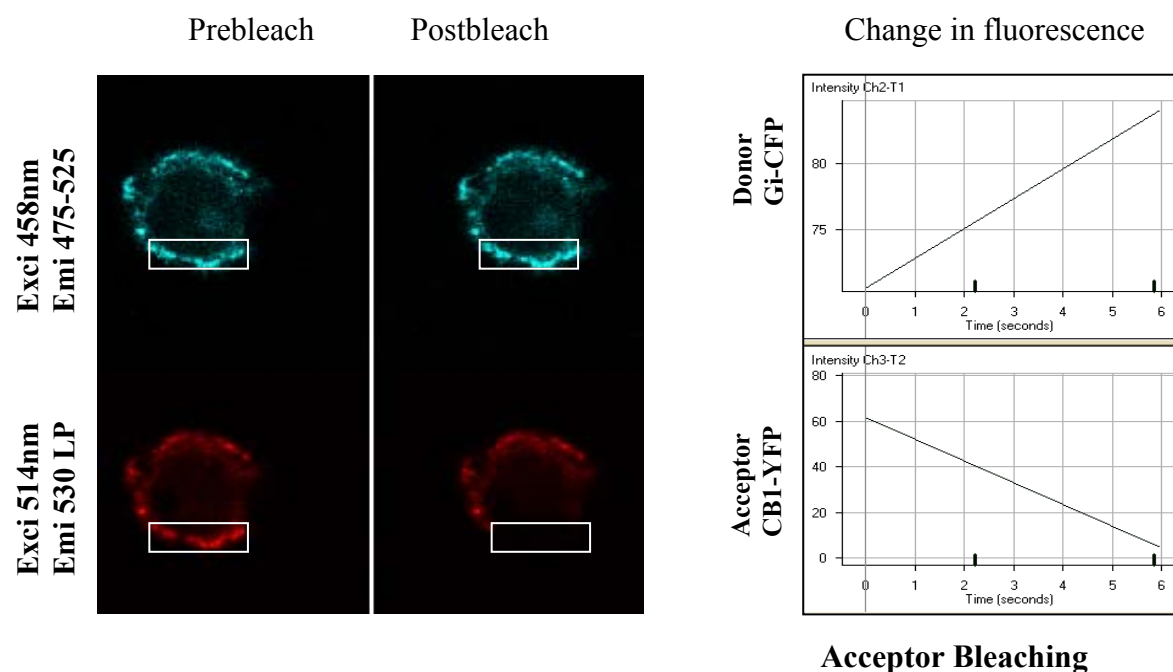 Prebleach Postbleach Change in fluorescence
Exci 458nm
Emi 475-525
Exci 514nm
Emi 530 LP
Donor
Gi-CFP
Intensity Ch2-T1
80
75
0 1 2 3 4 5 6
Time (seconds)
Acceptor
CB1-YFP
Intensity Ch3-T2
80
60
40
20
0
0 1 2 3 4 5 6
Time (seconds)
Acceptor Bleaching